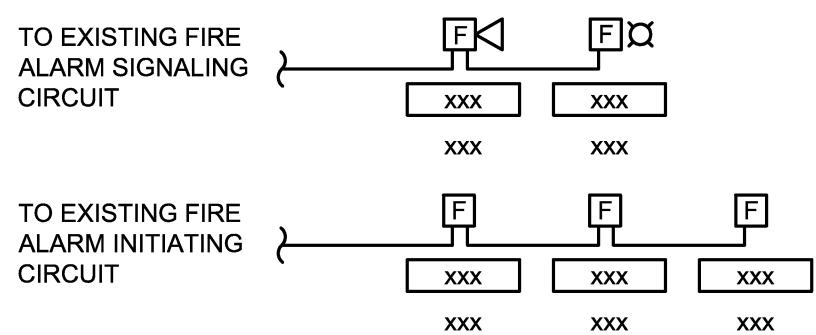 TO EXISTING FIRE
ALARM SIGNALING
CIRCUIT
F
F
xxx
xxx
xxx
xxx
TO EXISTING FIRE
ALARM INITIATING
CIRCUIT
F
F
F
xxx
xxx
xxx
xxx
xxx
xxx